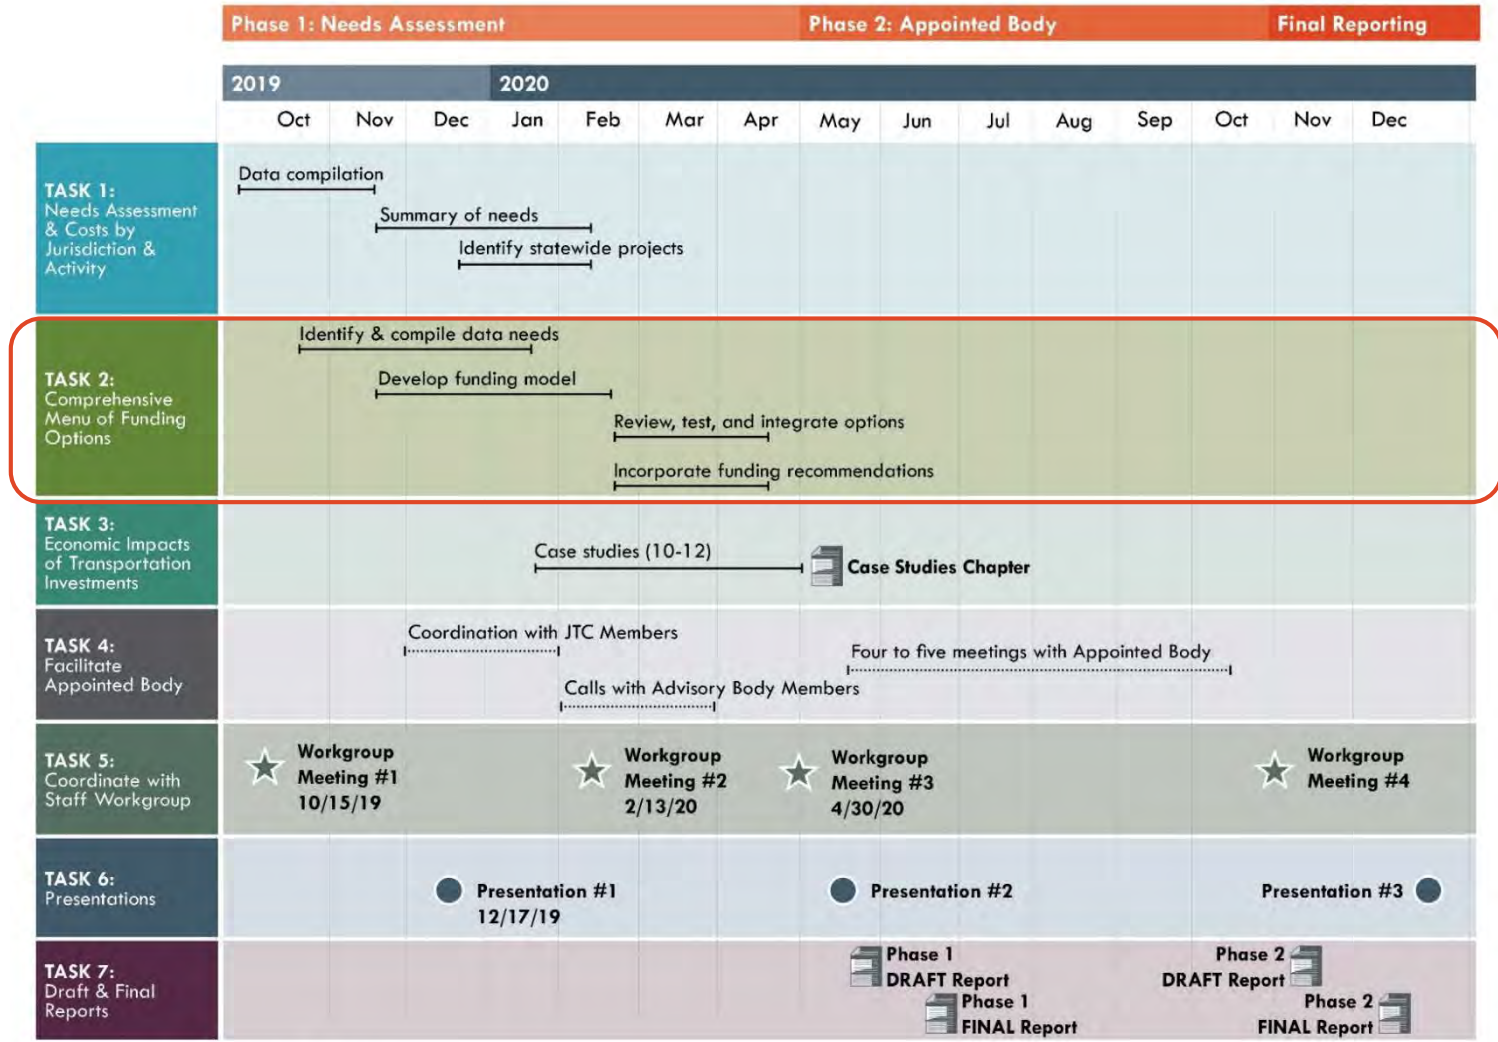 Phase 1: Needs Assessment
Phase 2: Appointed Body
Final Reporting
2019
2020
Oct
Nov
Dec
Jan
Feb
Mar
Apr
May
Jun
Jul
Aug
Sep
Oct
Nov
Dec
TASK 1:
Needs Assessment
& Costs by
Jurisdiction &
Activity
Data compilation
Summary of needs
Identify statewide projects
TASK 2:
Comprehensive
Menu of Funding
Options
Identify & compile data needs
Develop funding model
Review, test, and integrate options
Incorporate funding recommendations
TASK 3:
Economic Impacts
of Transportation
Investments
Case studies (10-12)
Case Studies Chapter
TASK 4:
Facilitate
Appointed Body
Coordination with JTC Members
Four to five meetings with Appointed Body
Calls with Advisory Body Members
TASK 5:
Coordinate with
Staff Workgroup
Workgroup
Meeting #1
10/15/19
Workgroup
Meeting #2
2/13/20
Workgroup
Meeting #3
4/30/20
Workgroup
Meeting #4
TASK 6:
Presentations
Presentation #1
12/17/19
Presentation #2
Presentation #3
TASK 7:
Draft & Final
Reports
Phase 1
DRAFT Report
Phase 1
FINAL Report
Phase 2
DRAFT Report
Phase 2
FINAL Report